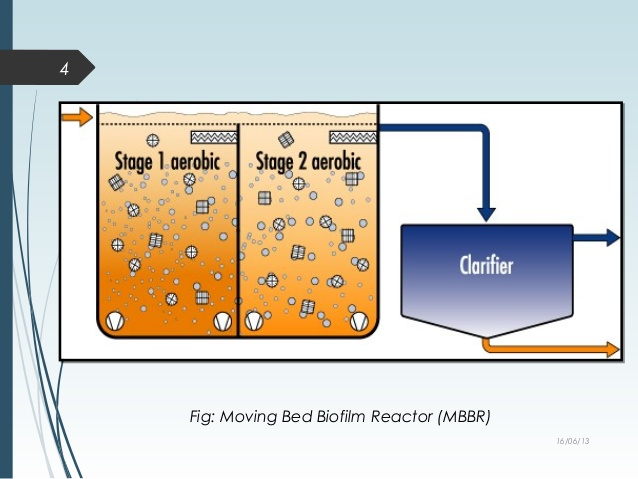 4
Stage 1 aerobic
Stage 2 aerobic
Clarifier
Fig: Moving Bed Biofilm Reactor (MBBR)
16/06/13